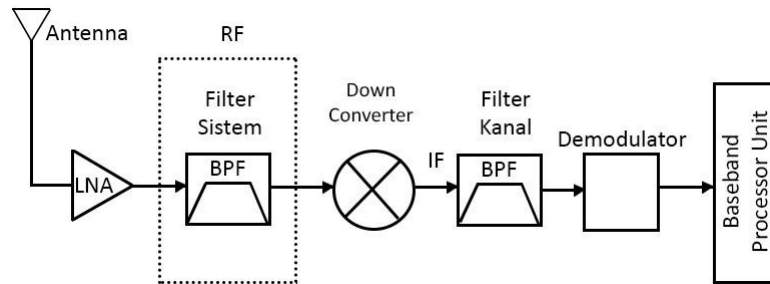 Antenna
RF
Filter
Sistem
Down
Converter
Filter
Kanal
Demodulator
LNA
BPF
IF
BPF
Baseband
Processor Unit